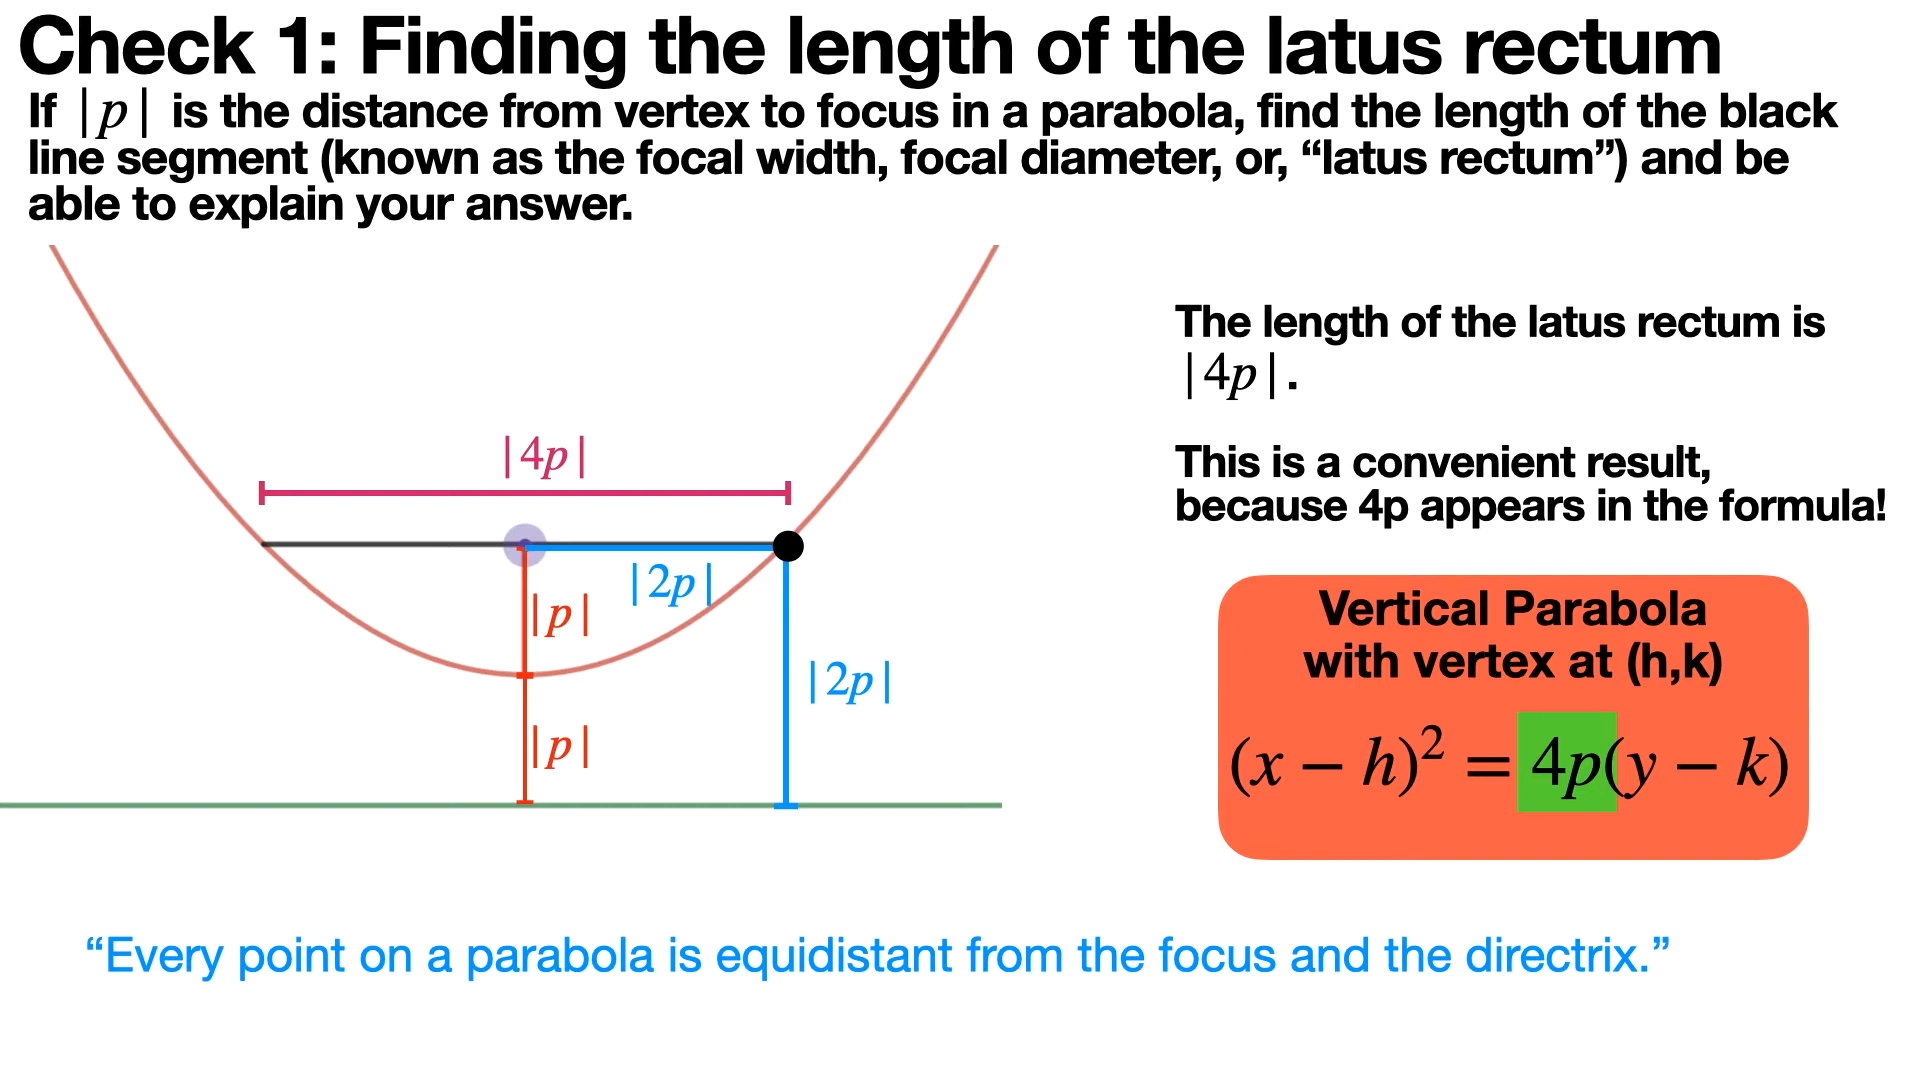 Check 1: Finding the length of the latus rectum
If |p| is the distance from vertex to focus in a parabola, find the length of the black
line segment (known as the focal width, focal diameter, or, “latus rectum”) and be
able to explain your answer.
The length of the latus rectum is
|4p|.
|4p|
This is a convenient result,
because 4p appears in the formula!
|2p|
|p|
Vertical Parabola
with vertex at (h,k)
|2p|
|p|
(x − h)² = 4p(y − k)
“Every point on a parabola is equidistant from the focus and the directrix.”